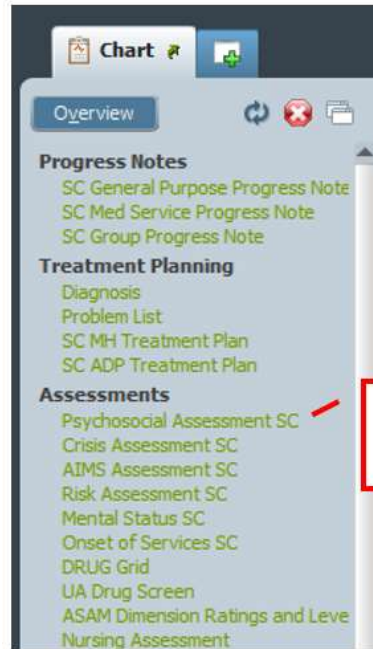 Chart
Overview
Progress Notes
SC General Purpose Progress Note
SC Med Service Progress Note
SC Group Progress Note
Treatment Planning
Diagnosis
Problem List
SC MH Treatment Plan
SC ADP Treatment Plan
Assessments
Psychosocial Assessment SC
Crisis Assessment SC
AIMS Assessment SC
Risk Assessment SC
Mental Status SC
Onset of Services SC
DRUG Grid
UA Drug Screen
ASAM Dimension Ratings and Leve
Nursing Assessment